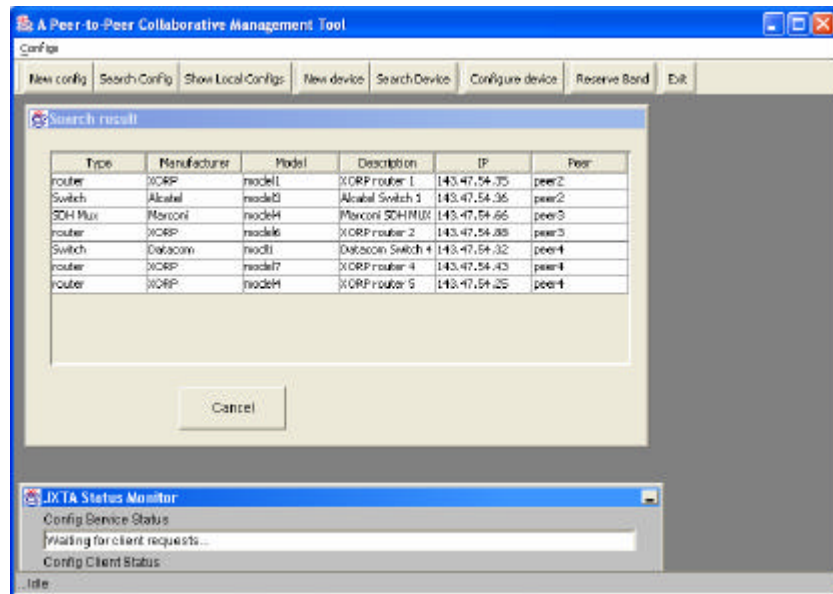 A Peer-to-Peer Collaborative Management Tool
Configs
New config Search Config Show Local Configs New device Search Device Configure device Reserve Band Exit
Search result
Type Manufacturer Model Description IP Peer
router XORP model1 XORP router 1 143.47.54.35 peer2
Switch Alcatel model3 Alcatel Switch 1 143.47.54.36 peer2
SDH Mux Marconi model4 Marconi SDH MUX 143.47.54.66 peer3
router XORP model6 XORP router 2 143.47.54.88 peer3
Switch Datacom Datacom Switch 4 143.47.54.32 peer4
router XORP model7 XORP router 4 143.47.54.43 peer4
router XORP model4 XORP router 5 143.47.54.25 peer4
Cancel
JXTA Status Monitor
Config Service Status
Waiting for client requests...
Config Client Status
...Idle